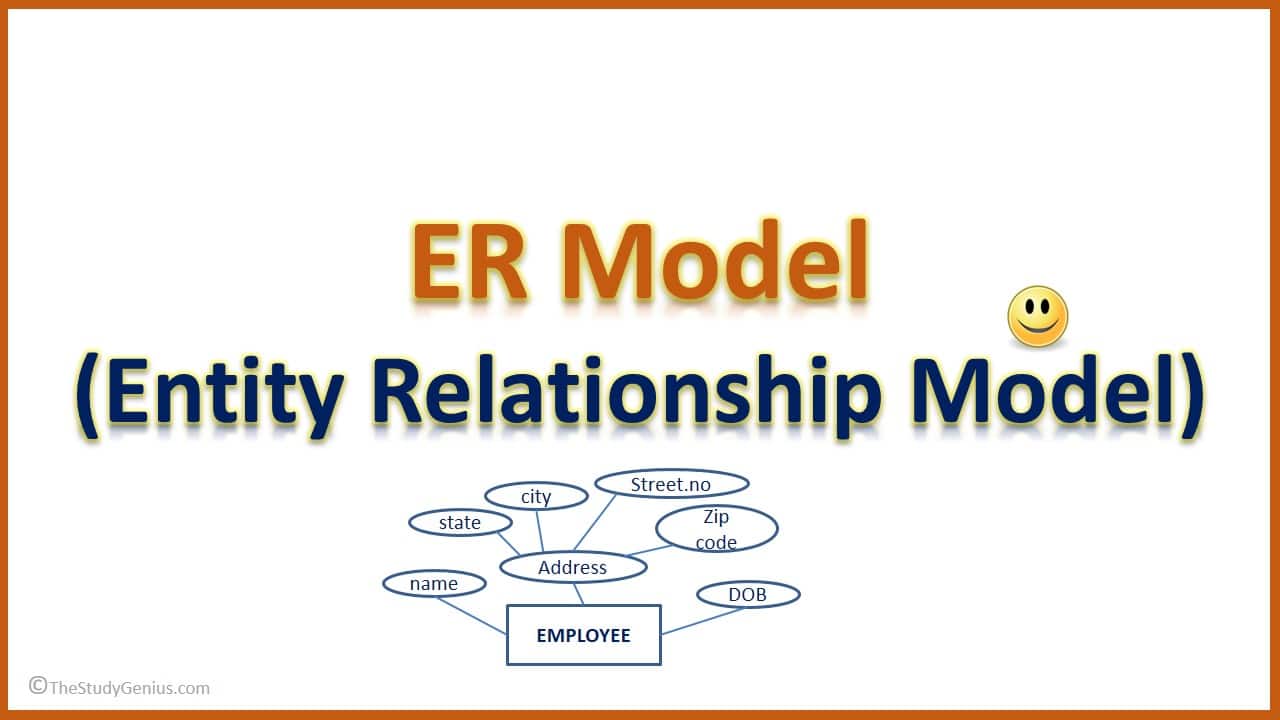 ER Model
(Entity Relationship Model)
Street.no
city
Zip
code
state
Address
name
DOB
EMPLOYEE
©TheStudyGenius.com